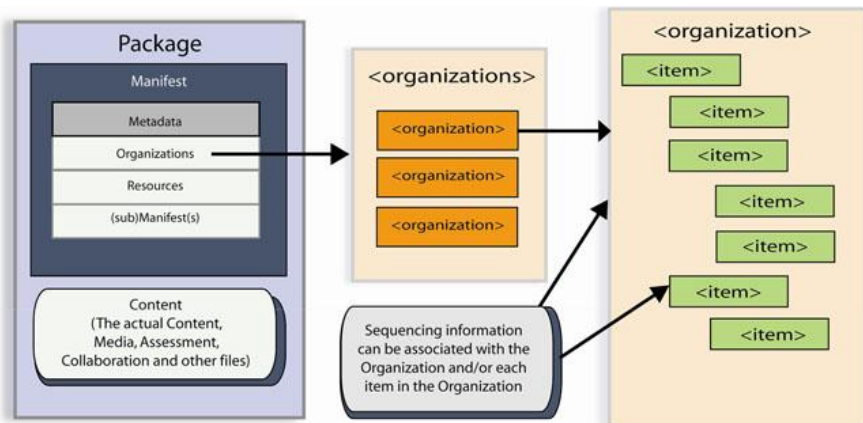 Package
Manifest
Metadata
Organizations
Resources
(sub)Manifest(s)
Content
(The actual Content,
Media, Assessment,
Collaboration and other files)
<organizations>
<organization>
<organization>
<organization>
Sequencing information
can be associated with the
Organization and/or each
item in the Organization
<organization>
<item>
<item>
<item>
<item>
<item>
<item>
<item>